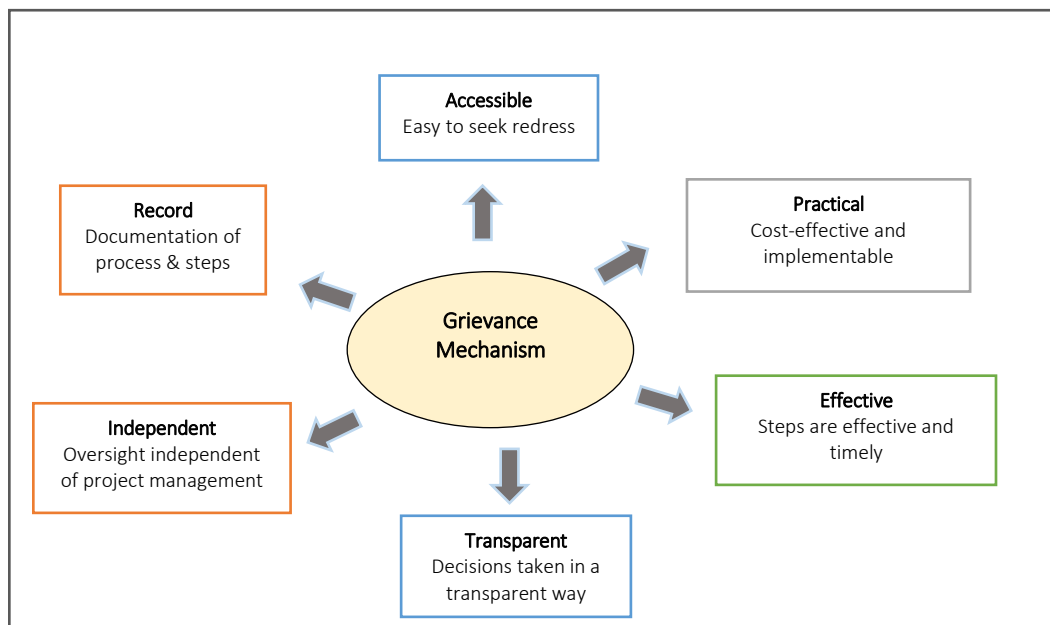 Accessible
Easy to seek redress
Record
Documentation of
process & steps
Practical
Cost-effective and
implementable
Grievance
Mechanism
Independent
Oversight independent
of project management
Effective
Steps are effective and
timely
Transparent
Decisions taken in a
transparent way